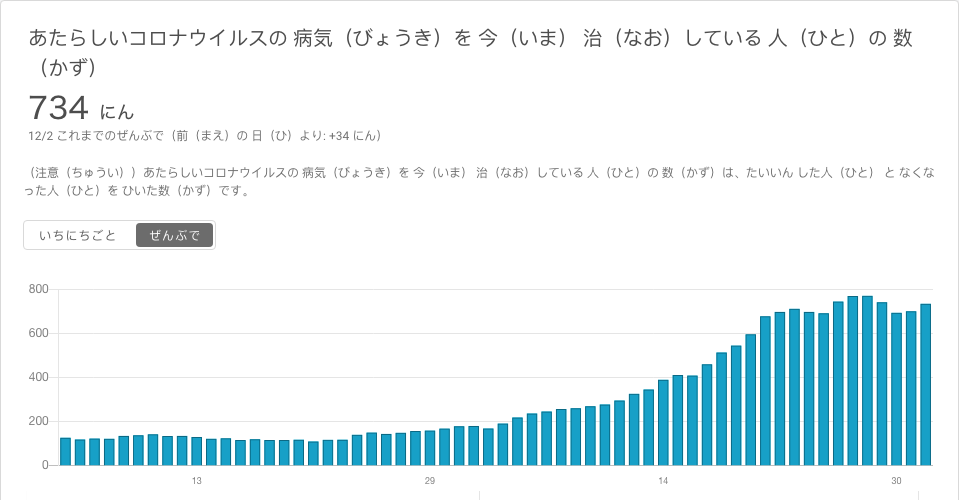 あたらしいコロナウイルスの 病気（びょうき）を 今（いま） 治（なお）している 人（ひと）の 数
（かず）
734 にん
12/2 これまでのぜんぶで（前（まえ）の 日（ひ）より: +34 にん）
（注意（ちゅうい））あたらしいコロナウイルスの 病気（びょうき）を 今（いま） 治（なお）している 人（ひと）の 数（かず）は、たいいん した人（ひと） と なくな
った人（ひと）を ひいた数（かず）です。
いちにちごと ぜんぶで
800
600
400
200
0
13 29 14 30